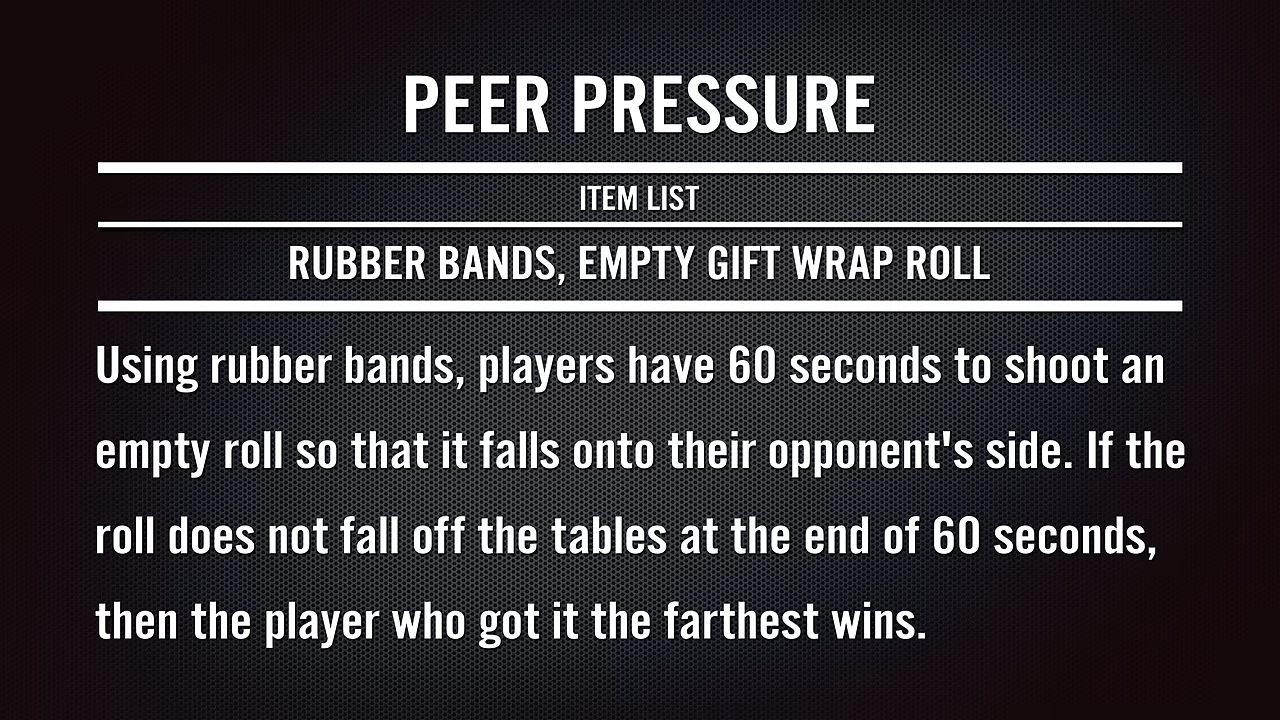 PEER PRESSURE
ITEM LIST
RUBBER BANDS, EMPTY GIFT WRAP ROLL
Using rubber bands, players have 60 seconds to shoot an
empty roll so that it falls onto their opponent's side. If the
roll does not fall off the tables at the end of 60 seconds,
then the player who got it the farthest wins.